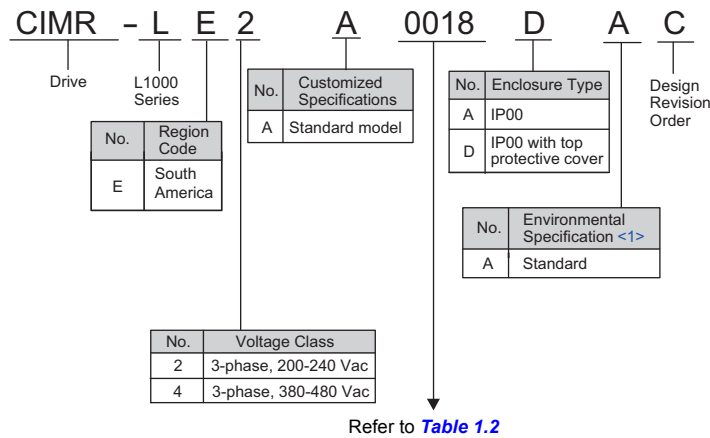 CIMR - L E 2 A 0018 D A C
Drive
L1000
Series
No. Region
Code
E South
America
No. Customized
Specifications
A Standard model
No. Enclosure Type
A IP00
D IP00 with top
protective cover
Design
Revision
Order
No. Environmental
Specification <1>
A Standard
No. Voltage Class
2 3-phase, 200-240 Vac
4 3-phase, 380-480 Vac
Refer to Table 1.2